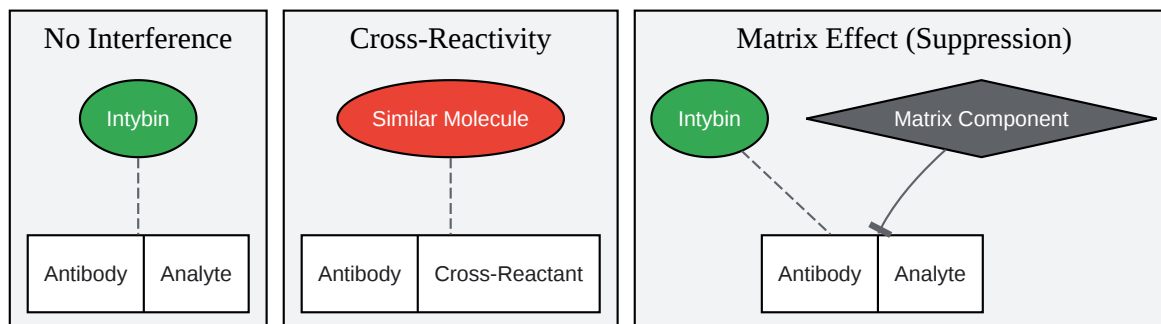 No Interference
Intybin
Antibody
Analyte
Cross-Reactivity
Similar Molecule
Antibody
Cross-Reactant
Matrix Effect (Suppression)
Intybin
Matrix Component
Antibody
Analyte